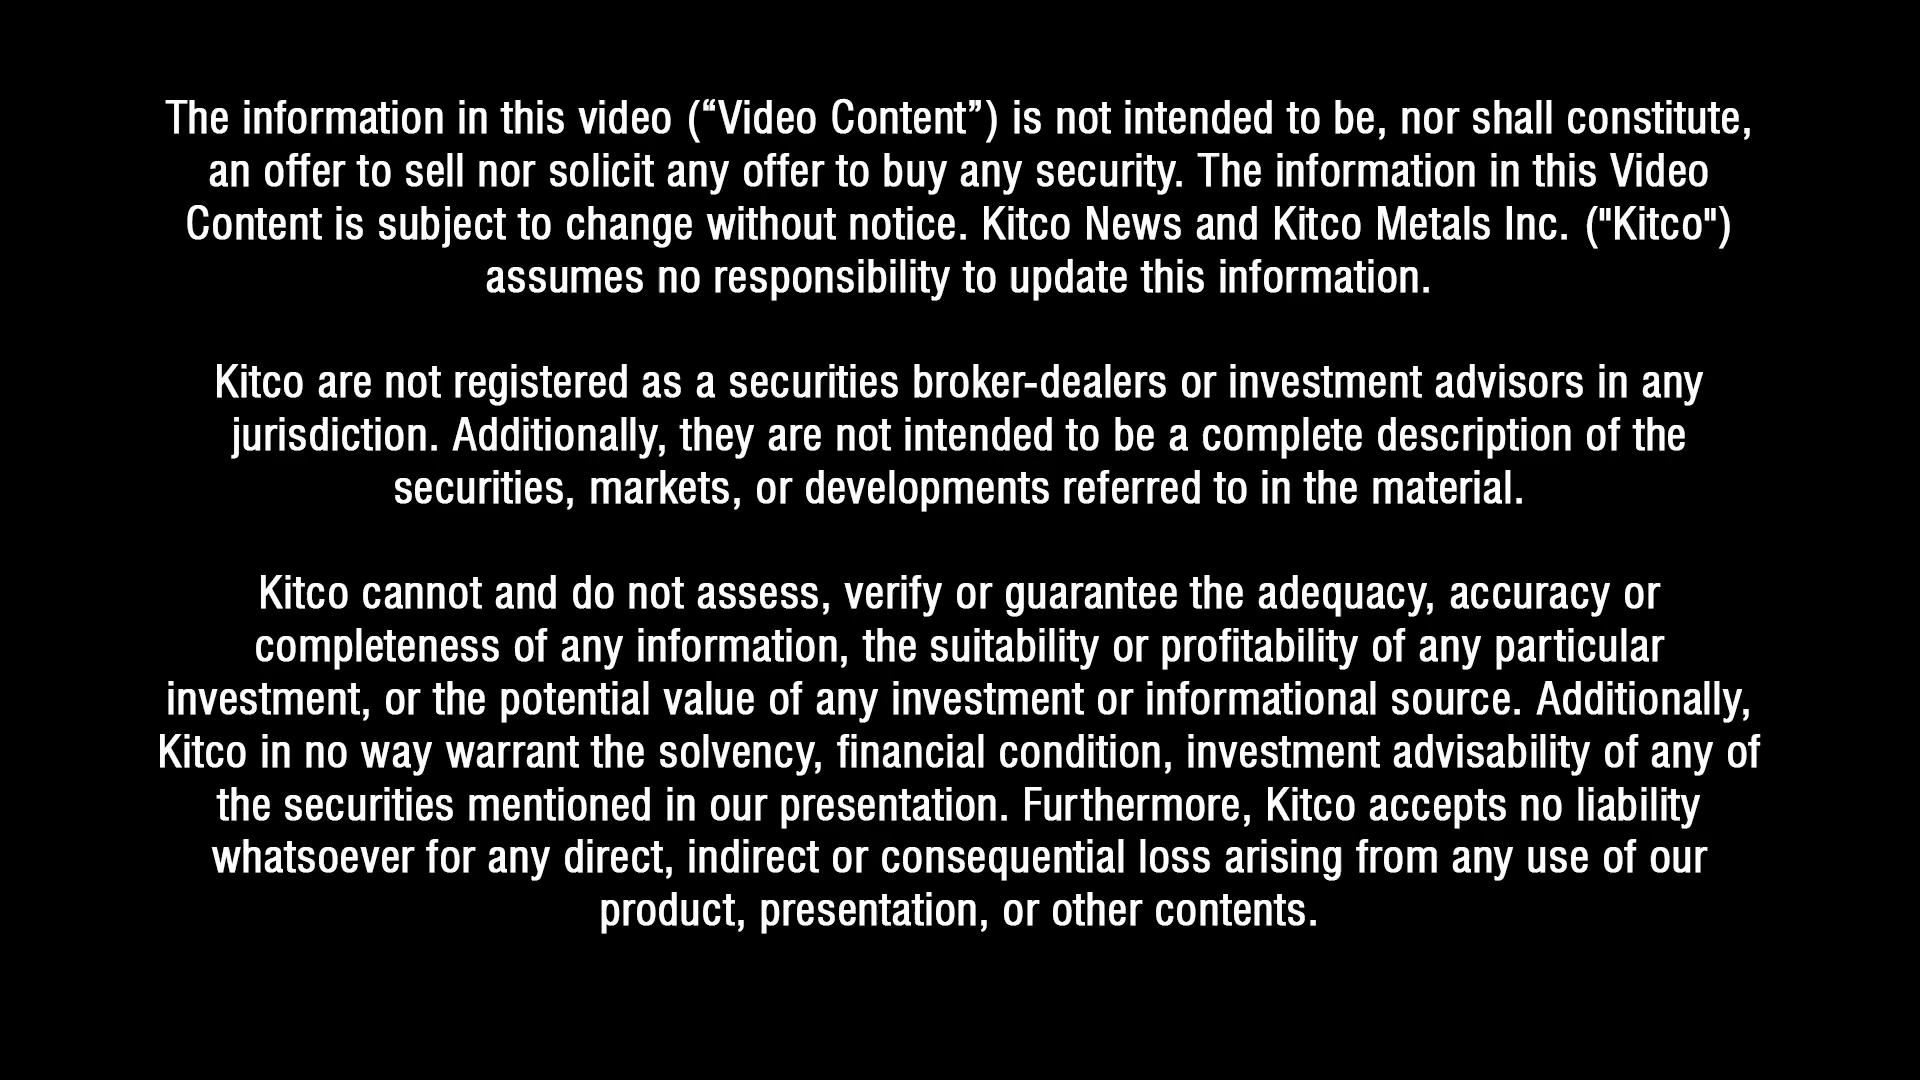 The information in this video (“Video Content”) is not intended to be, nor shall constitute,
an offer to sell nor solicit any offer to buy any security. The information in this Video
Content is subject to change without notice. Kitco News and Kitco Metals Inc. ("Kitco")
assumes no responsibility to update this information.
Kitco are not registered as a securities broker-dealers or investment advisors in any
jurisdiction. Additionally, they are not intended to be a complete description of the
securities, markets, or developments referred to in the material.
Kitco cannot and do not assess, verify or guarantee the adequacy, accuracy or
completeness of any information, the suitability or profitability of any particular
investment, or the potential value of any investment or informational source. Additionally,
Kitco in no way warrant the solvency, financial condition, investment advisability of any of
the securities mentioned in our presentation. Furthermore, Kitco accepts no liability
whatsoever for any direct, indirect or consequential loss arising from any use of our
product, presentation, or other contents.